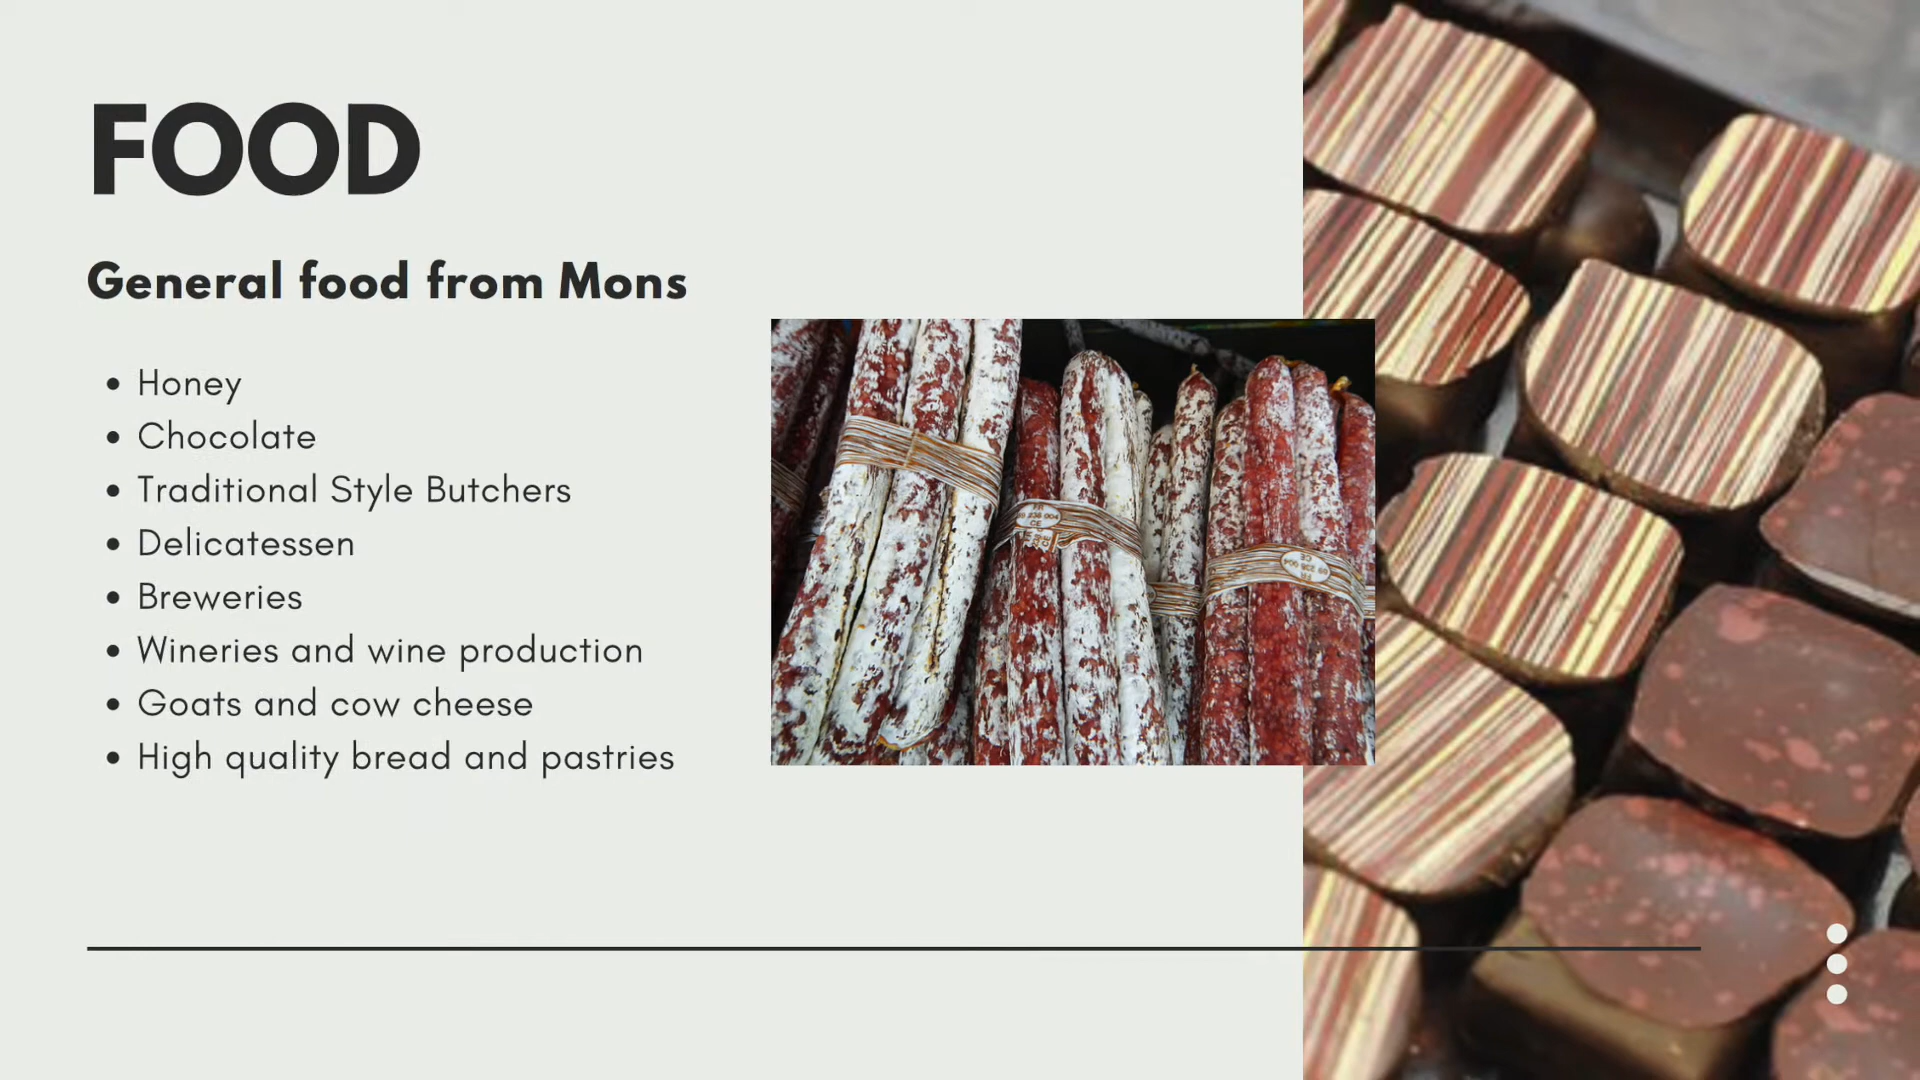 FOOD
General food from Mons
Honey
Chocolate
Traditional Style Butchers
Delicatessen
Breweries
Wineries and wine production
Goats and cow cheese
High quality bread and pastries